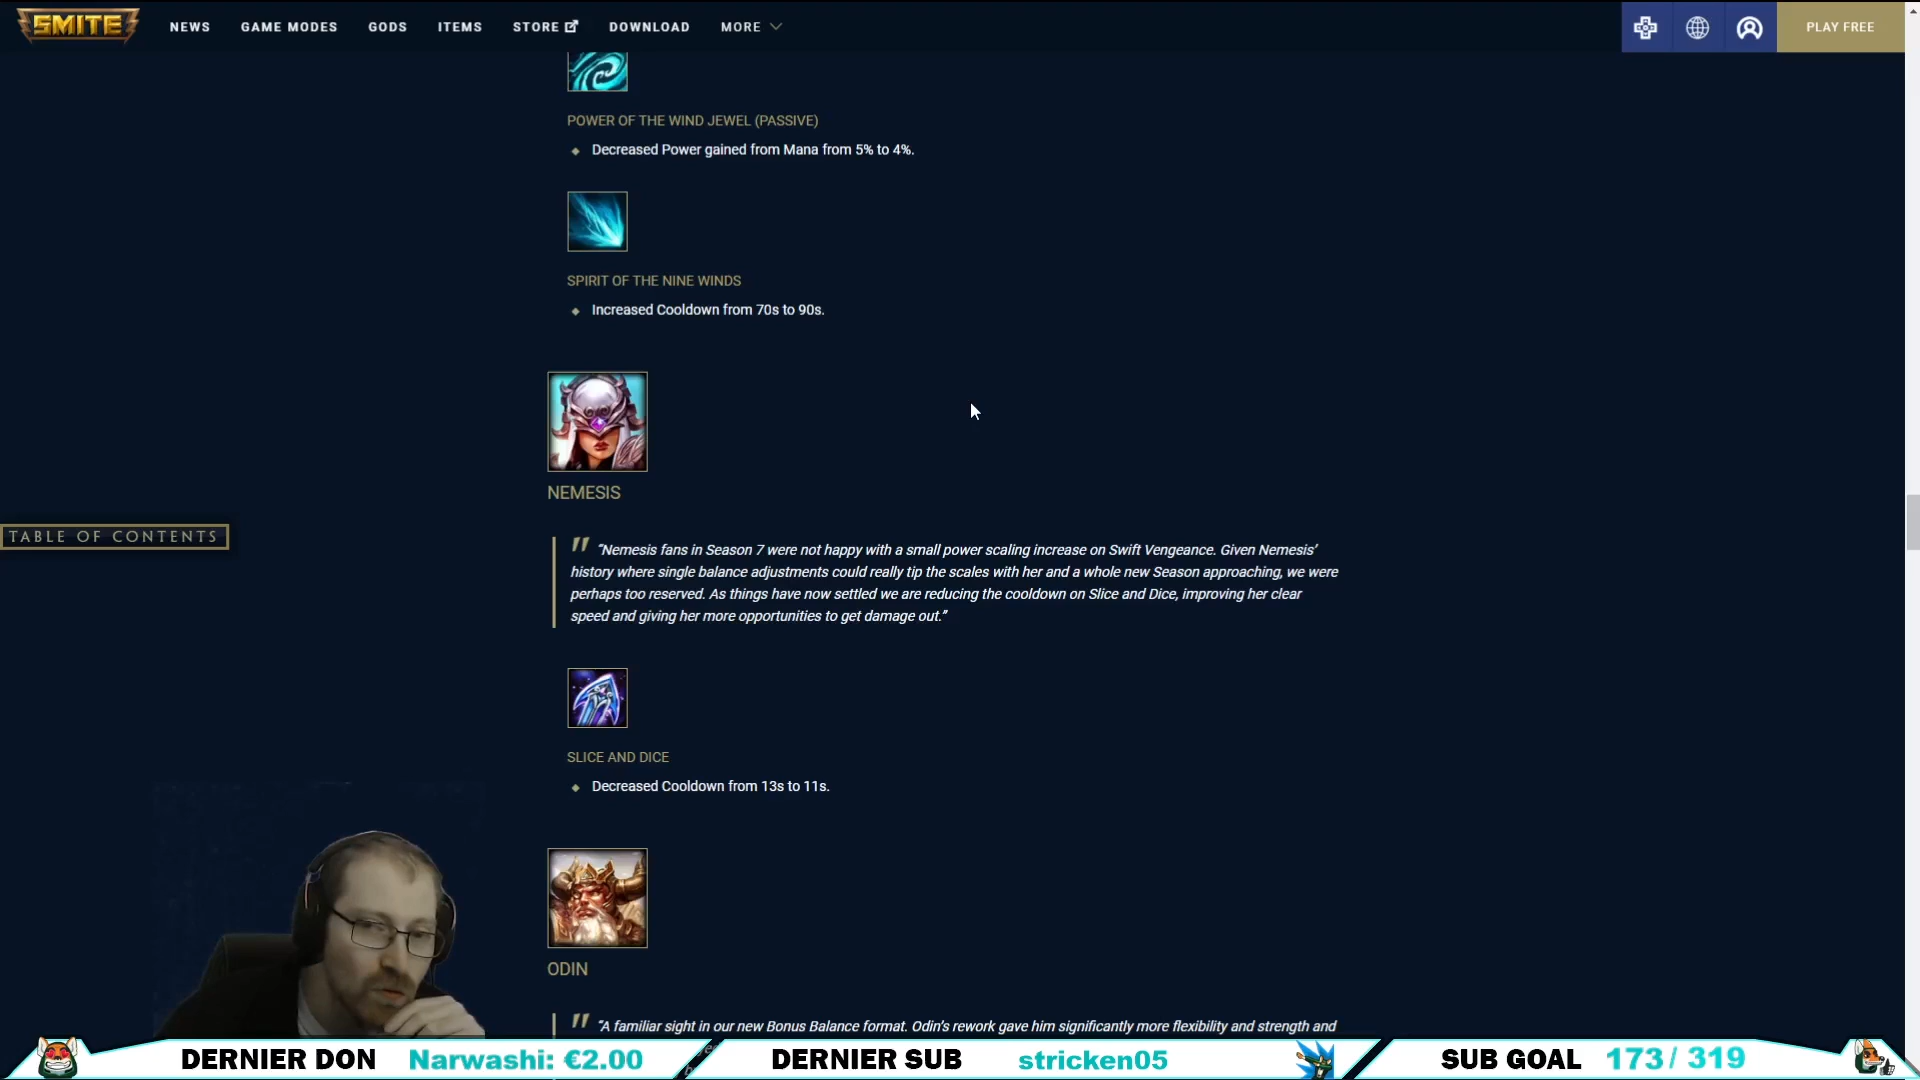 SMITE
NEWS GAME MODES GODS ITEMS STORE DOWNLOAD MORE PLAY FREE
POWER OF THE WIND JEWEL (PASSIVE)
Decreased Power gained from Mana from 5% to 4%.
SPIRIT OF THE NINE WINDS
Increased Cooldown from 70s to 90s.
NEMESIS
TABLE OF CONTENTS
“Nemesis fans in Season 7 were not happy with a small power scaling increase on Swift Vengeance. Given Nemesis’
history where single balance adjustments could really tip the scales with her and a whole new Season approaching, we were
perhaps too reserved. As things have now settled we are reducing the cooldown on Slice and Dice, improving her clear
speed and giving her more opportunities to get damage out.”
SLICE AND DICE
Decreased Cooldown from 13s to 11s.
ODIN
“A familiar sight in our new Bonus Balance format. Odin’s rework gave him significantly more flexibility and strength and
DERNIER DON Narwashi: €2.00 DERNIER SUB stricken05 SUB GOAL 173 / 319